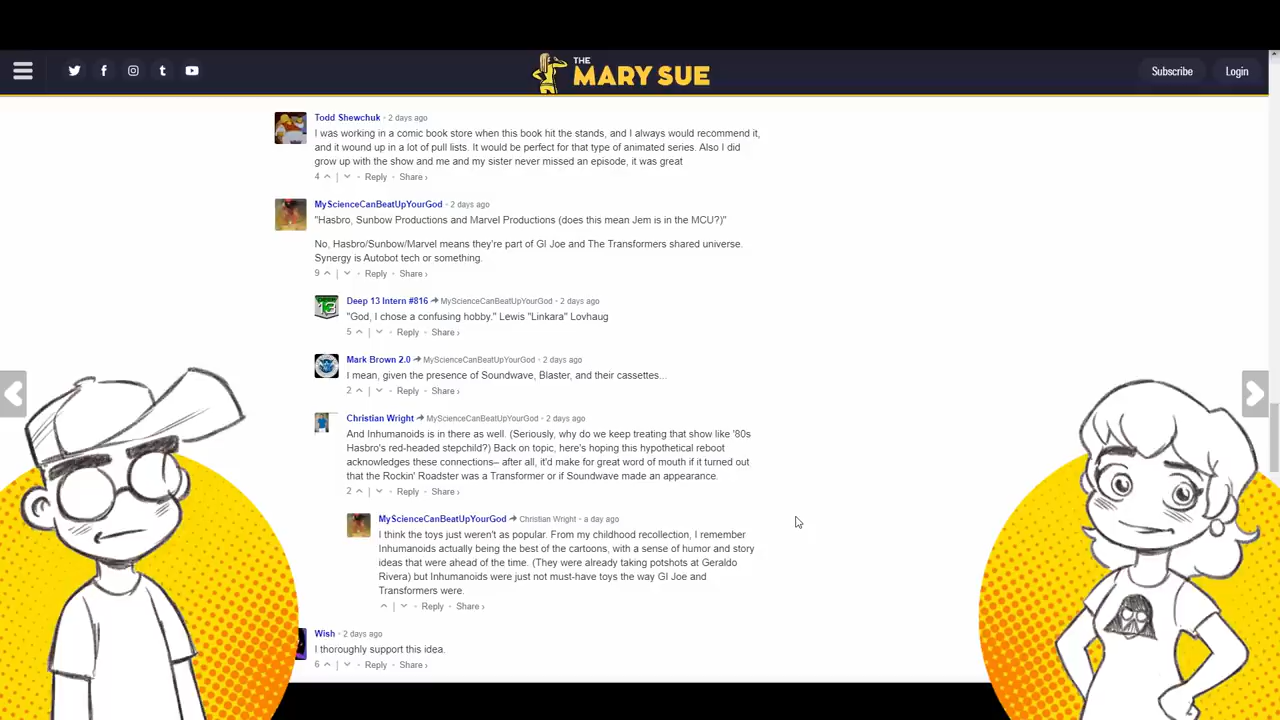 THE
MARY SUE
Subscribe
Login
Todd Shewchuk · 2 days ago
I was working in a comic book store when this book hit the stands, and I always would recommend it,
and it wound up in a lot of pull lists. It would be perfect for that type of animated series. Also I did
grow up with the show and me and my sister never missed an episode, it was great
4 | · Reply · Share ›
MyScienceCanBeatUpYourGod · 2 days ago
"Hasbro, Sunbow Productions and Marvel Productions (does this mean Jem is in the MCU?)"
No, Hasbro/Sunbow/Marvel means they're part of GI Joe and The Transformers shared universe.
Synergy is Autobot tech or something.
9 | · Reply · Share ›
Deep 13 Intern #816 MyScienceCanBeatUpYourGod · 2 days ago
"God, I chose a confusing hobby." Lewis "Linkara" Lovhaug
5 | · Reply · Share ›
Mark Brown 2.0 MyScienceCanBeatUpYourGod · 2 days ago
I mean, given the presence of Soundwave, Blaster, and their cassettes...
2 | · Reply · Share ›
Christian Wright MyScienceCanBeatUpYourGod · 2 days ago
And Inhumanoids is in there as well. (Seriously, why do we keep treating that show like '80s
Hasbro's red-headed stepchild?) Back on topic, here's hoping this hypothetical reboot
acknowledges these connections– after all, it'd make for great word of mouth if it turned out
that the Rockin' Roadster was a Transformer or if Soundwave made an appearance.
2 | · Reply · Share ›
MyScienceCanBeatUpYourGod Christian Wright · a day ago
I think the toys just weren't as popular. From my childhood recollection, I remember
Inhumanoids actually being the best of the cartoons, with a sense of humor and story
ideas that were ahead of the time. (They were already taking potshots at Geraldo
Rivera) but Inhumanoids were just not must-have toys the way GI Joe and
Transformers were.
| · Reply · Share ›
Wish · 2 days ago
I thoroughly support this idea.
6 | · Reply · Share ›